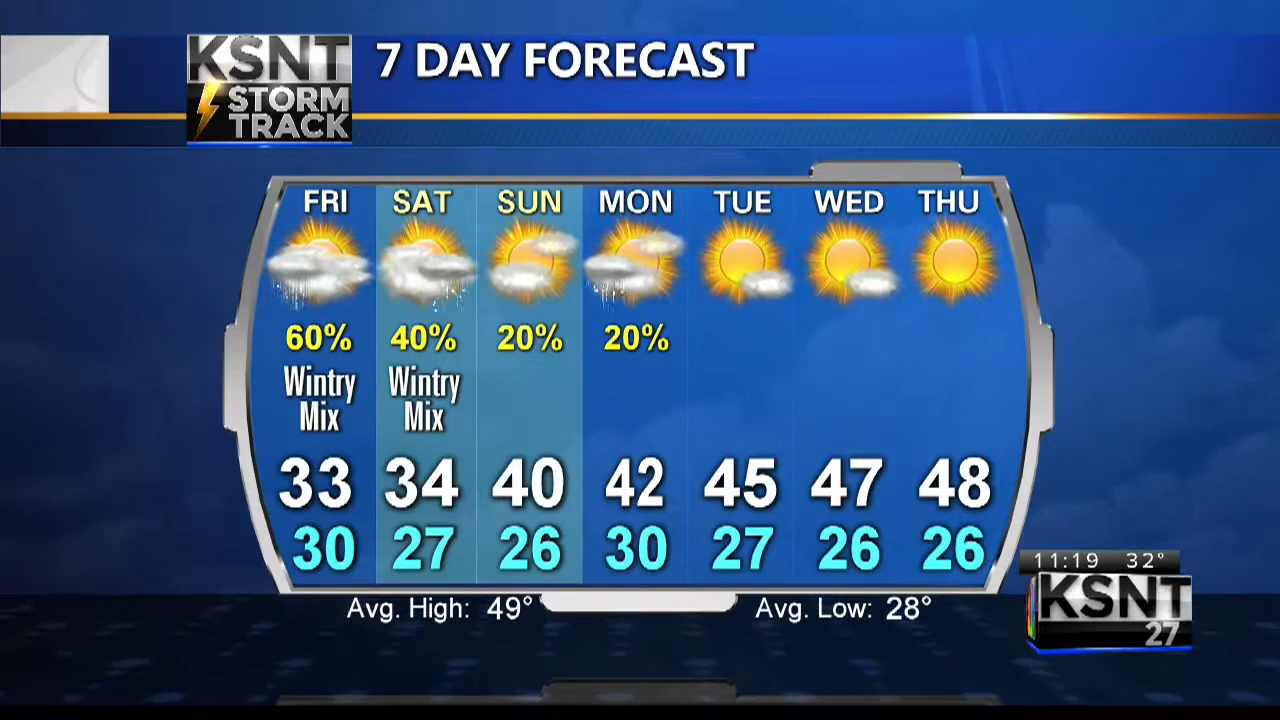 KSNT
STORM
TRACK
7 DAY FORECAST
FRI SAT SUN MON TUE WED THU
60% 40% 20% 20%
Wintry Wintry
Mix Mix
33 34 40 42 45 47 48
30 27 26 30 27 26 26
Avg. High: 49° Avg. Low: 28°
11:19 32°
KSNT
27